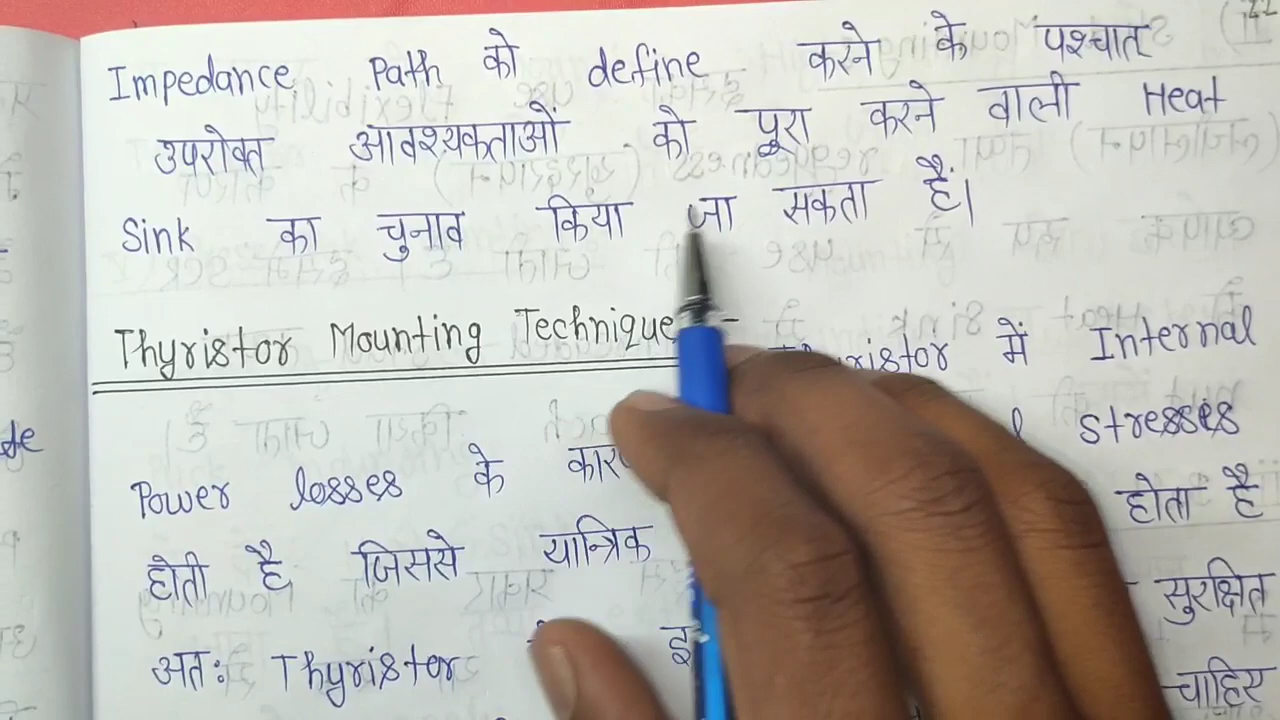 Impedance Path को define करने के पश्चात
उपरोक्त आवश्यकताओं को पूरा करने वाली Heat
Sink का चुनाव किया जा सकता हैं।
Thyristor Mounting Technique - Thyristor में Internal
Power losses के stresses
होती है जिससे यान्त्रिक होता है
सुरक्षित
अतः Thyristor चाहिए